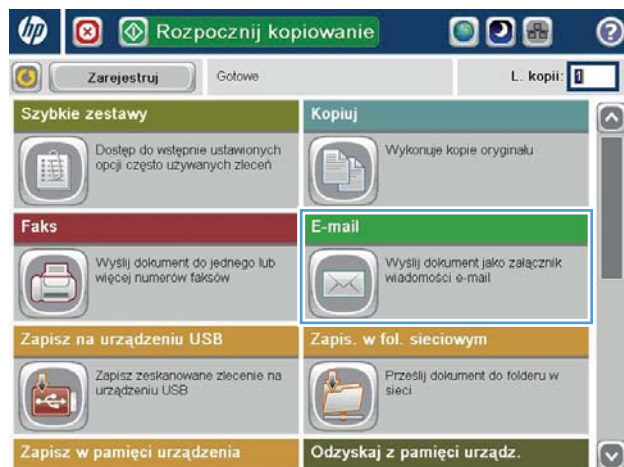 hp
Rozpocznij kopiowanie
?
Zarejestruj
Gotowe
L. kopii: 1
Szybkie zestawy
Dostęp do wstępnie ustawionych
opcji często używanych zleceń
Kopiuj
Wykonuje kopie oryginału
Faks
Wyślij dokument do jednego lub
więcej numerów faksów
E-mail
Wyślij dokument jako załącznik
wiadomości e-mail
Zapisz na urządzeniu USB
Zapisz zeskanowane zlecenie na
urządzeniu USB
Zapis. w fol. sieciowym
Prześlij dokument do folderu w
sieci
Zapisz w pamięci urządzenia
Odzyskaj z pamięci urządz.